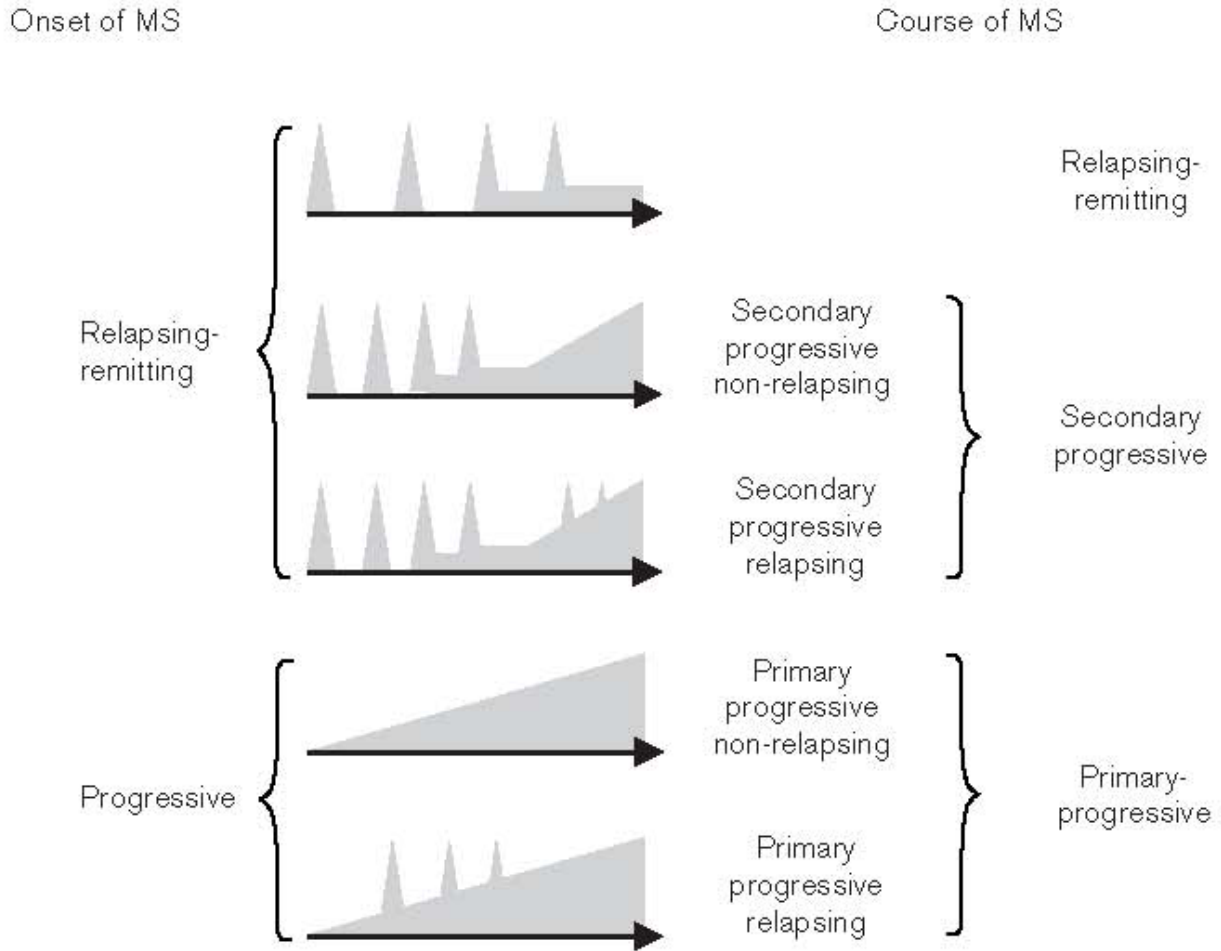 Onset of MS
Course of MS
Relapsing-
remitting
Relapsing-
remitting
Secondary
progressive
non-relapsing
Secondary
progressive
relapsing
Secondary
progressive
Progressive
Primary
progressive
non-relapsing
Primary
progressive
relapsing
Primary-
progressive